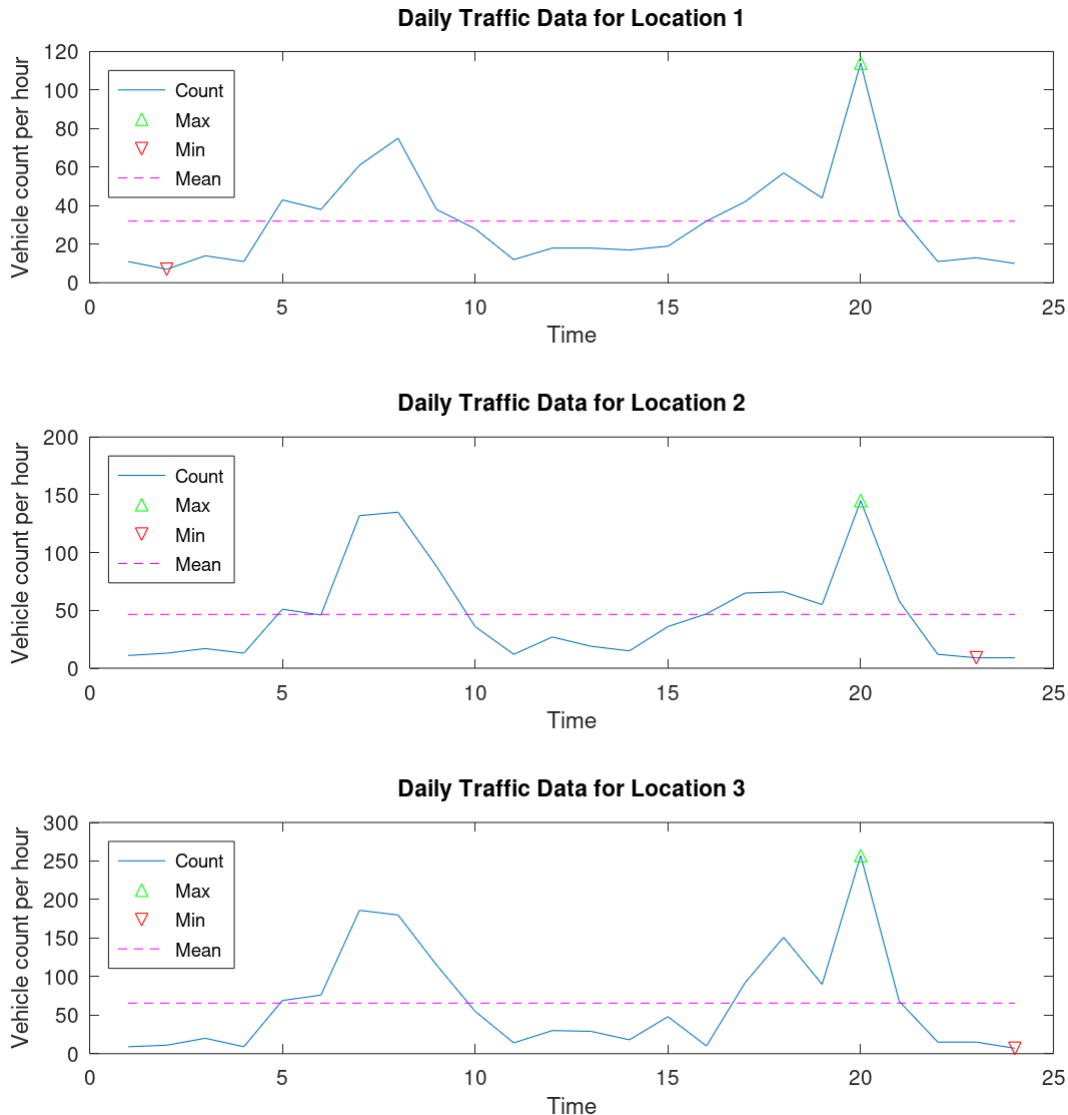 Daily Traffic Data for Location 1
Vehicle count per hour
120
100
80
60
40
20
0
Count
Max
Min
Mean
0 5 10 15 20 25
Time
Daily Traffic Data for Location 2
Vehicle count per hour
200
150
100
50
0
Count
Max
Min
Mean
0 5 10 15 20 25
Time
Daily Traffic Data for Location 3
Vehicle count per hour
300
250
200
150
100
50
0
Count
Max
Min
Mean
0 5 10 15 20 25
Time